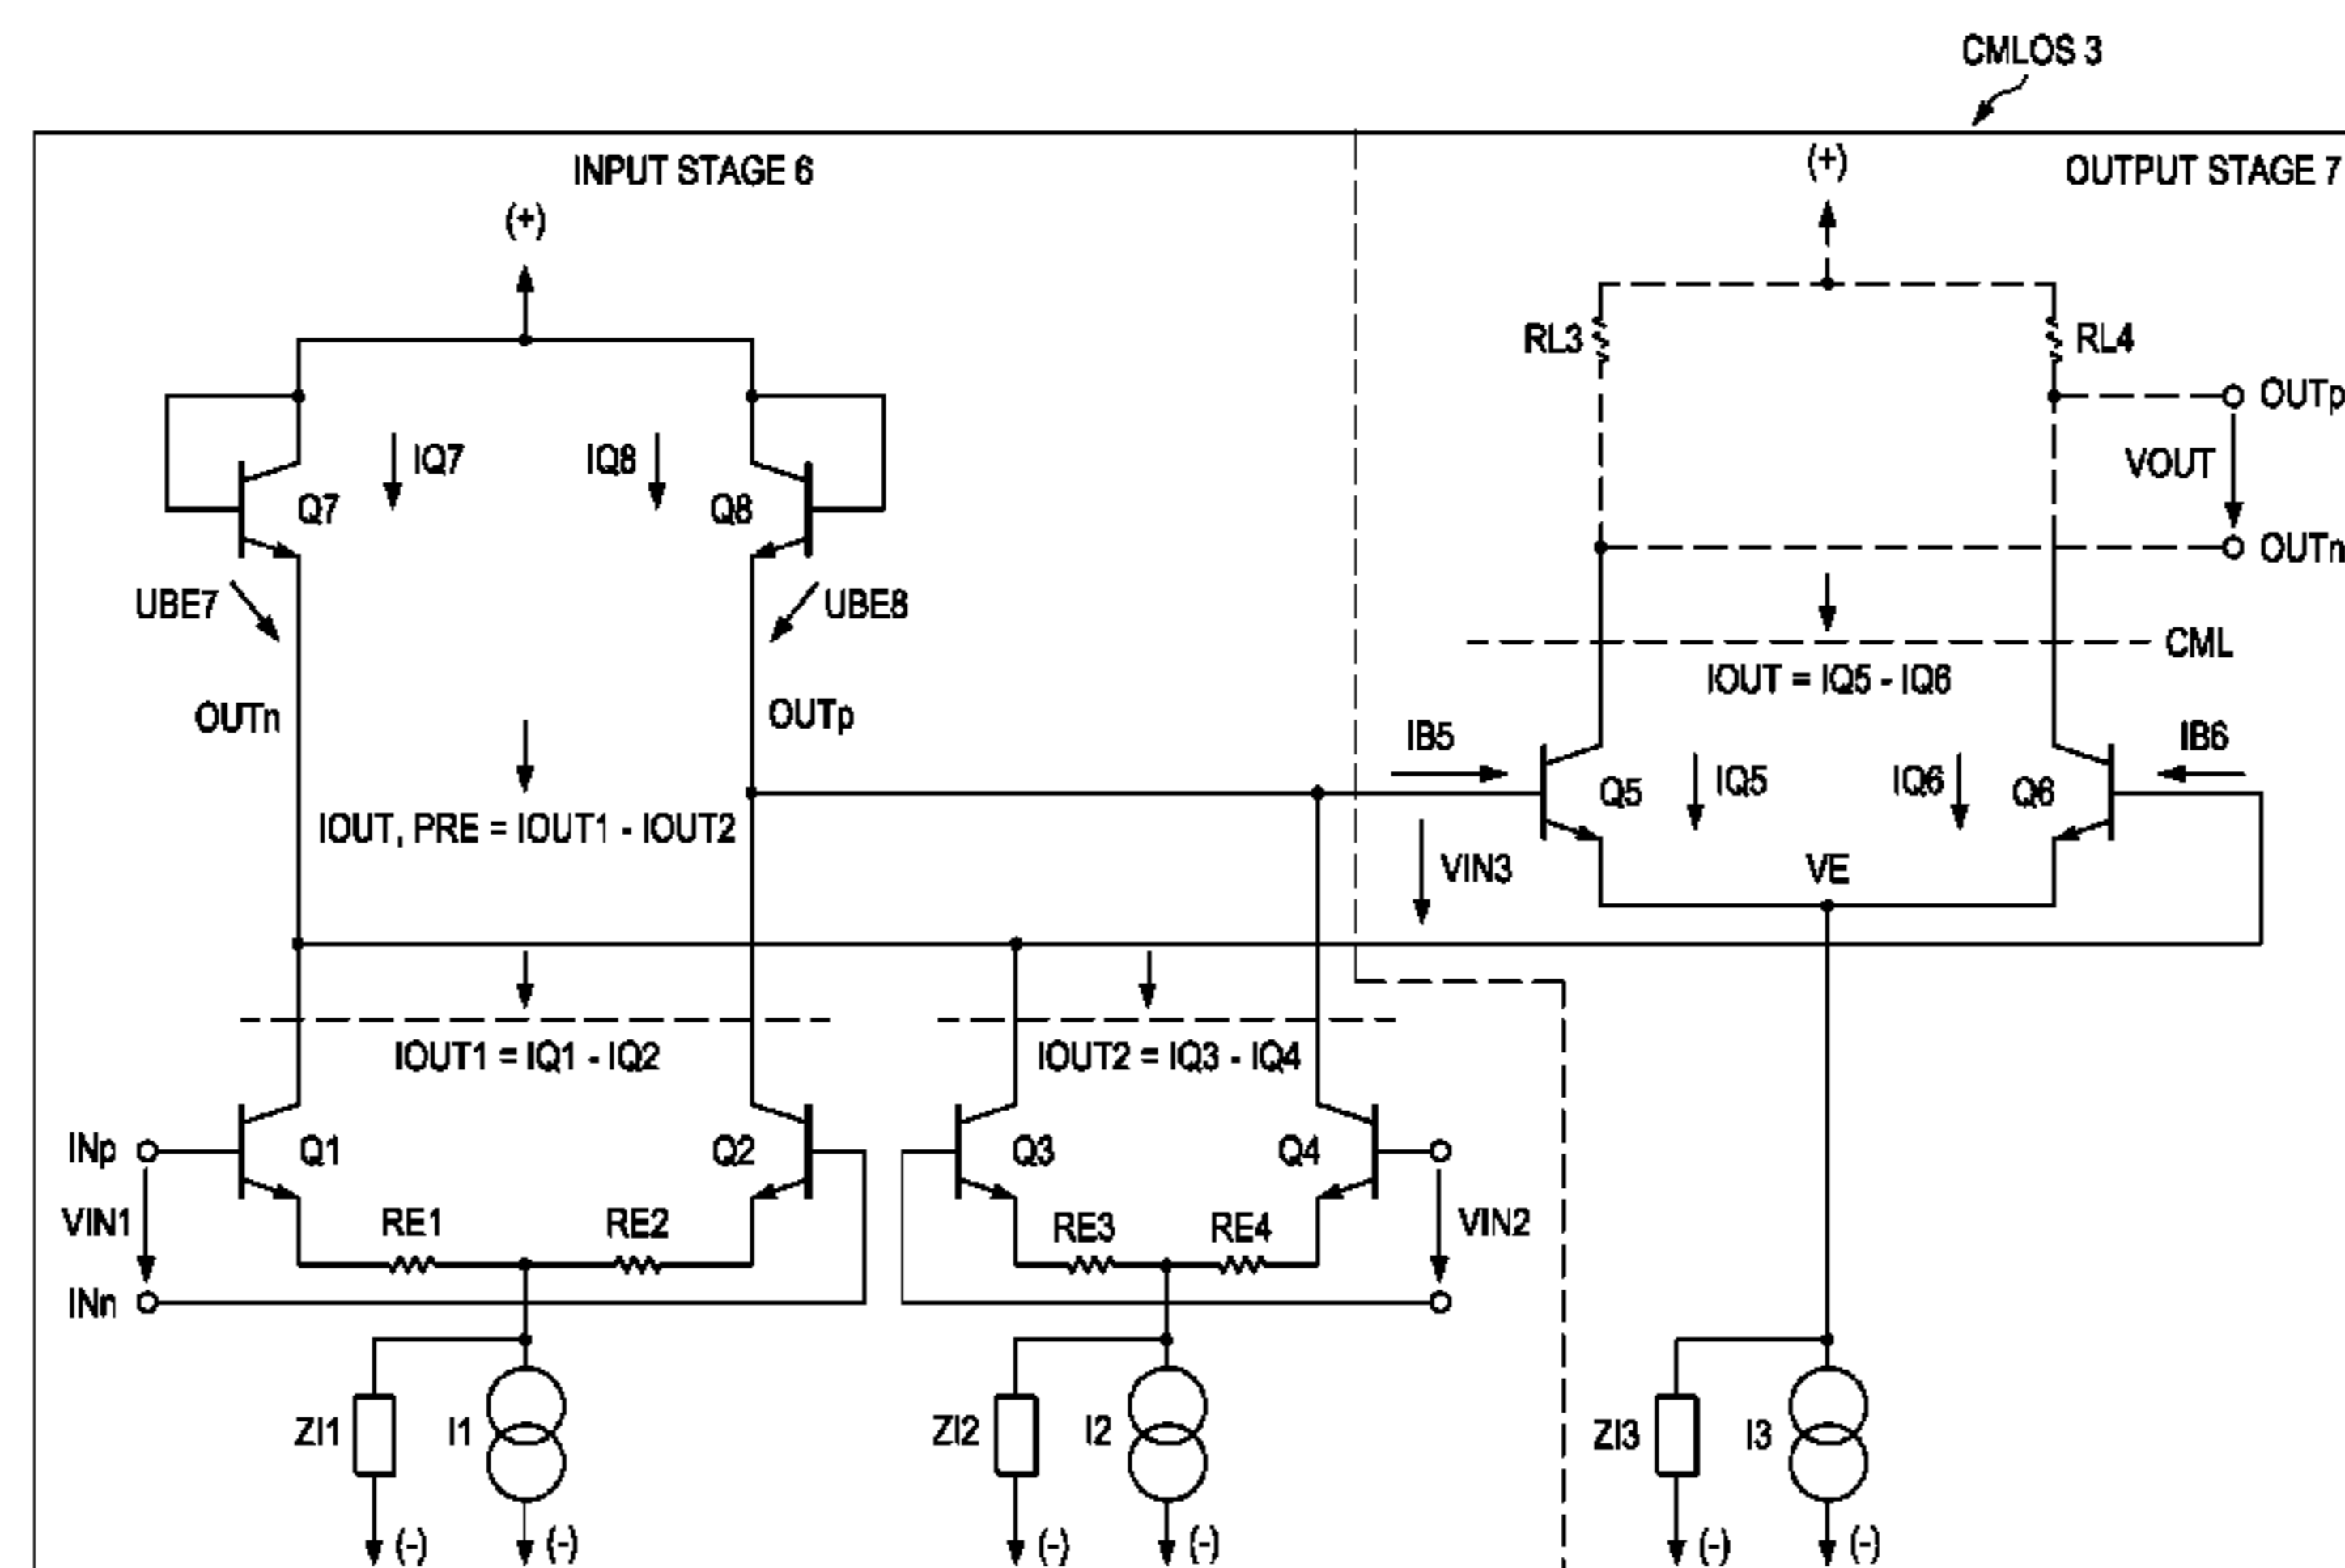 CMLOS 3
INPUT STAGE 6
OUTPUT STAGE 7
(+)
(+)
RL3
RL4
OUTp
VOUT
OUTn
IQ7
IQ8
Q7
Q8
UBE7
UBE8
CML
IOUT = IQ5 - IQ6
OUTn
OUTp
IB5
IB6
Q5
IQ5
IQ6
Q6
IOUT, PRE = IOUT1 - IOUT2
VIN3
VE
IOUT1 = IQ1 - IQ2
IOUT2 = IQ3 - IQ4
INp
Q1
Q2
Q3
Q4
VIN1
RE1
RE2
RE3
RE4
VIN2
INn
ZI1
I1
ZI2
I2
ZI3
I3
(-)
(-)
(-)
(-)
(-)
(-)